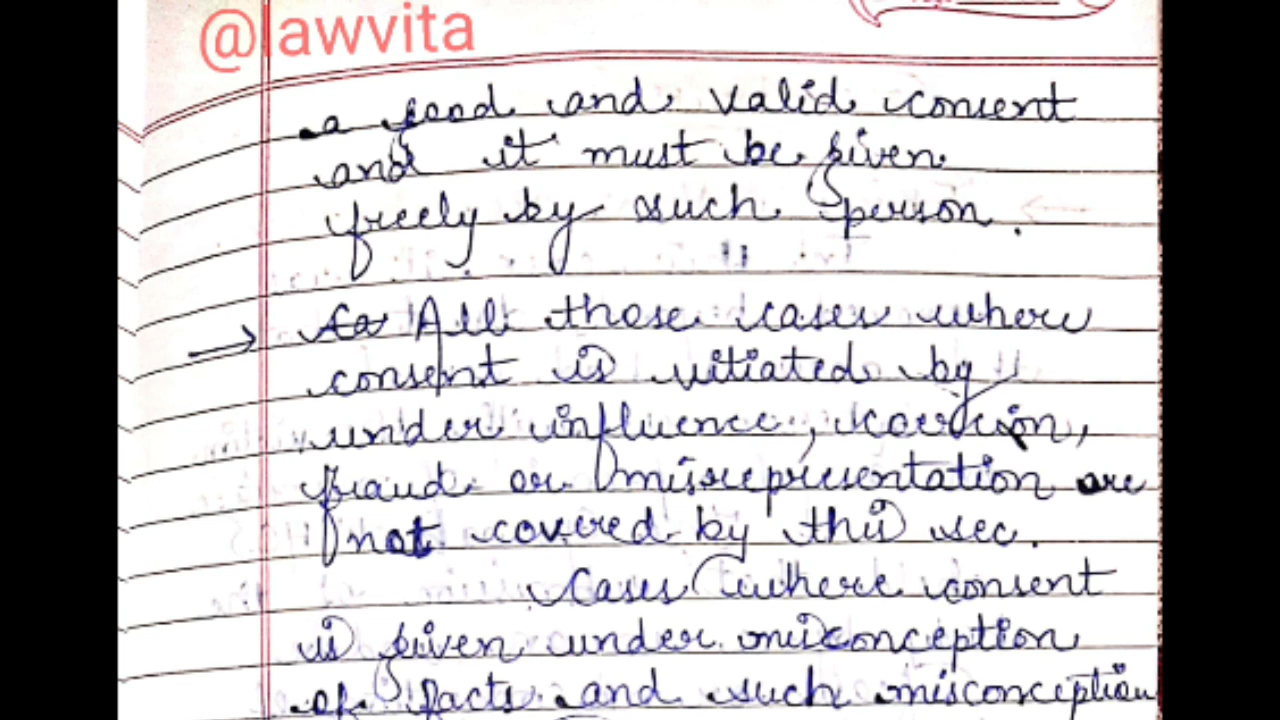 @lawvita
a good and valid consent
and it must be given
freely by such person.
→ All those cases where
consent is vitiated by
under influence, coercion,
fraud or misrepresentation are
not covered by this sec.
Cases where consent
is given under misconception
of facts and such misconception